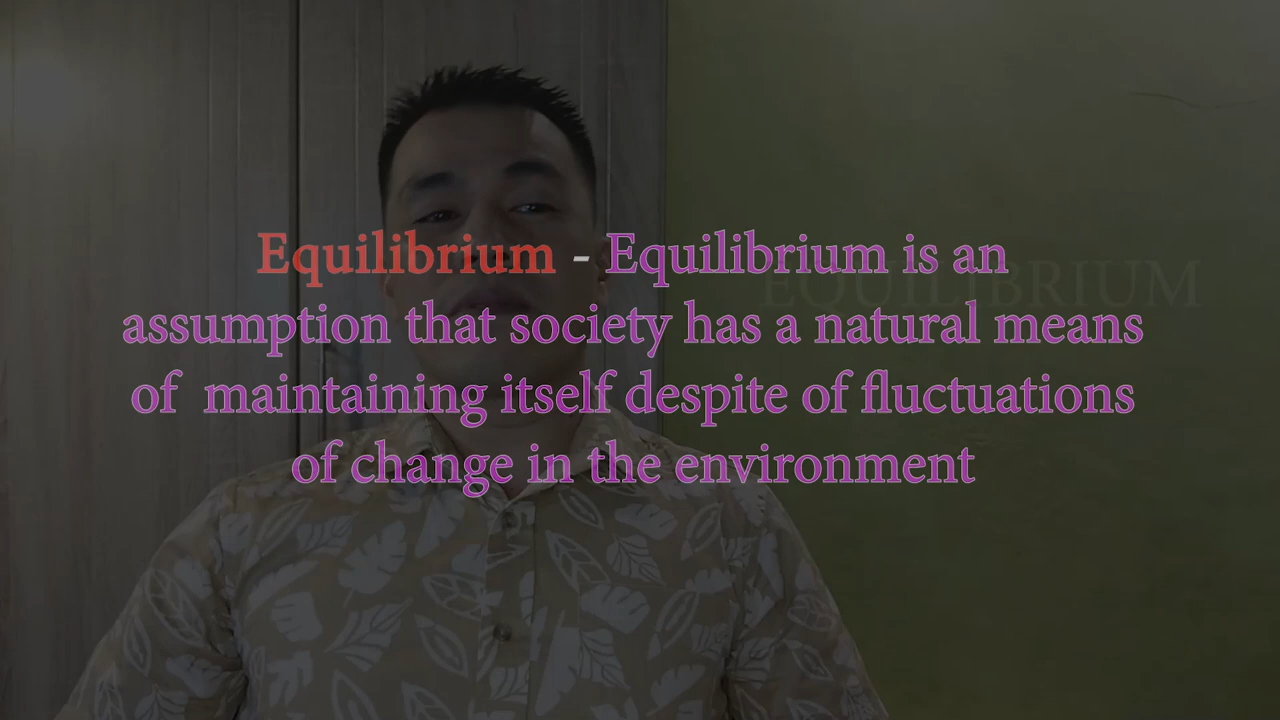 Equilibrium - Equilibrium is an
assumption that society has a natural means
of maintaining itself despite of fluctuations
of change in the environment
EQUILIBRIUM